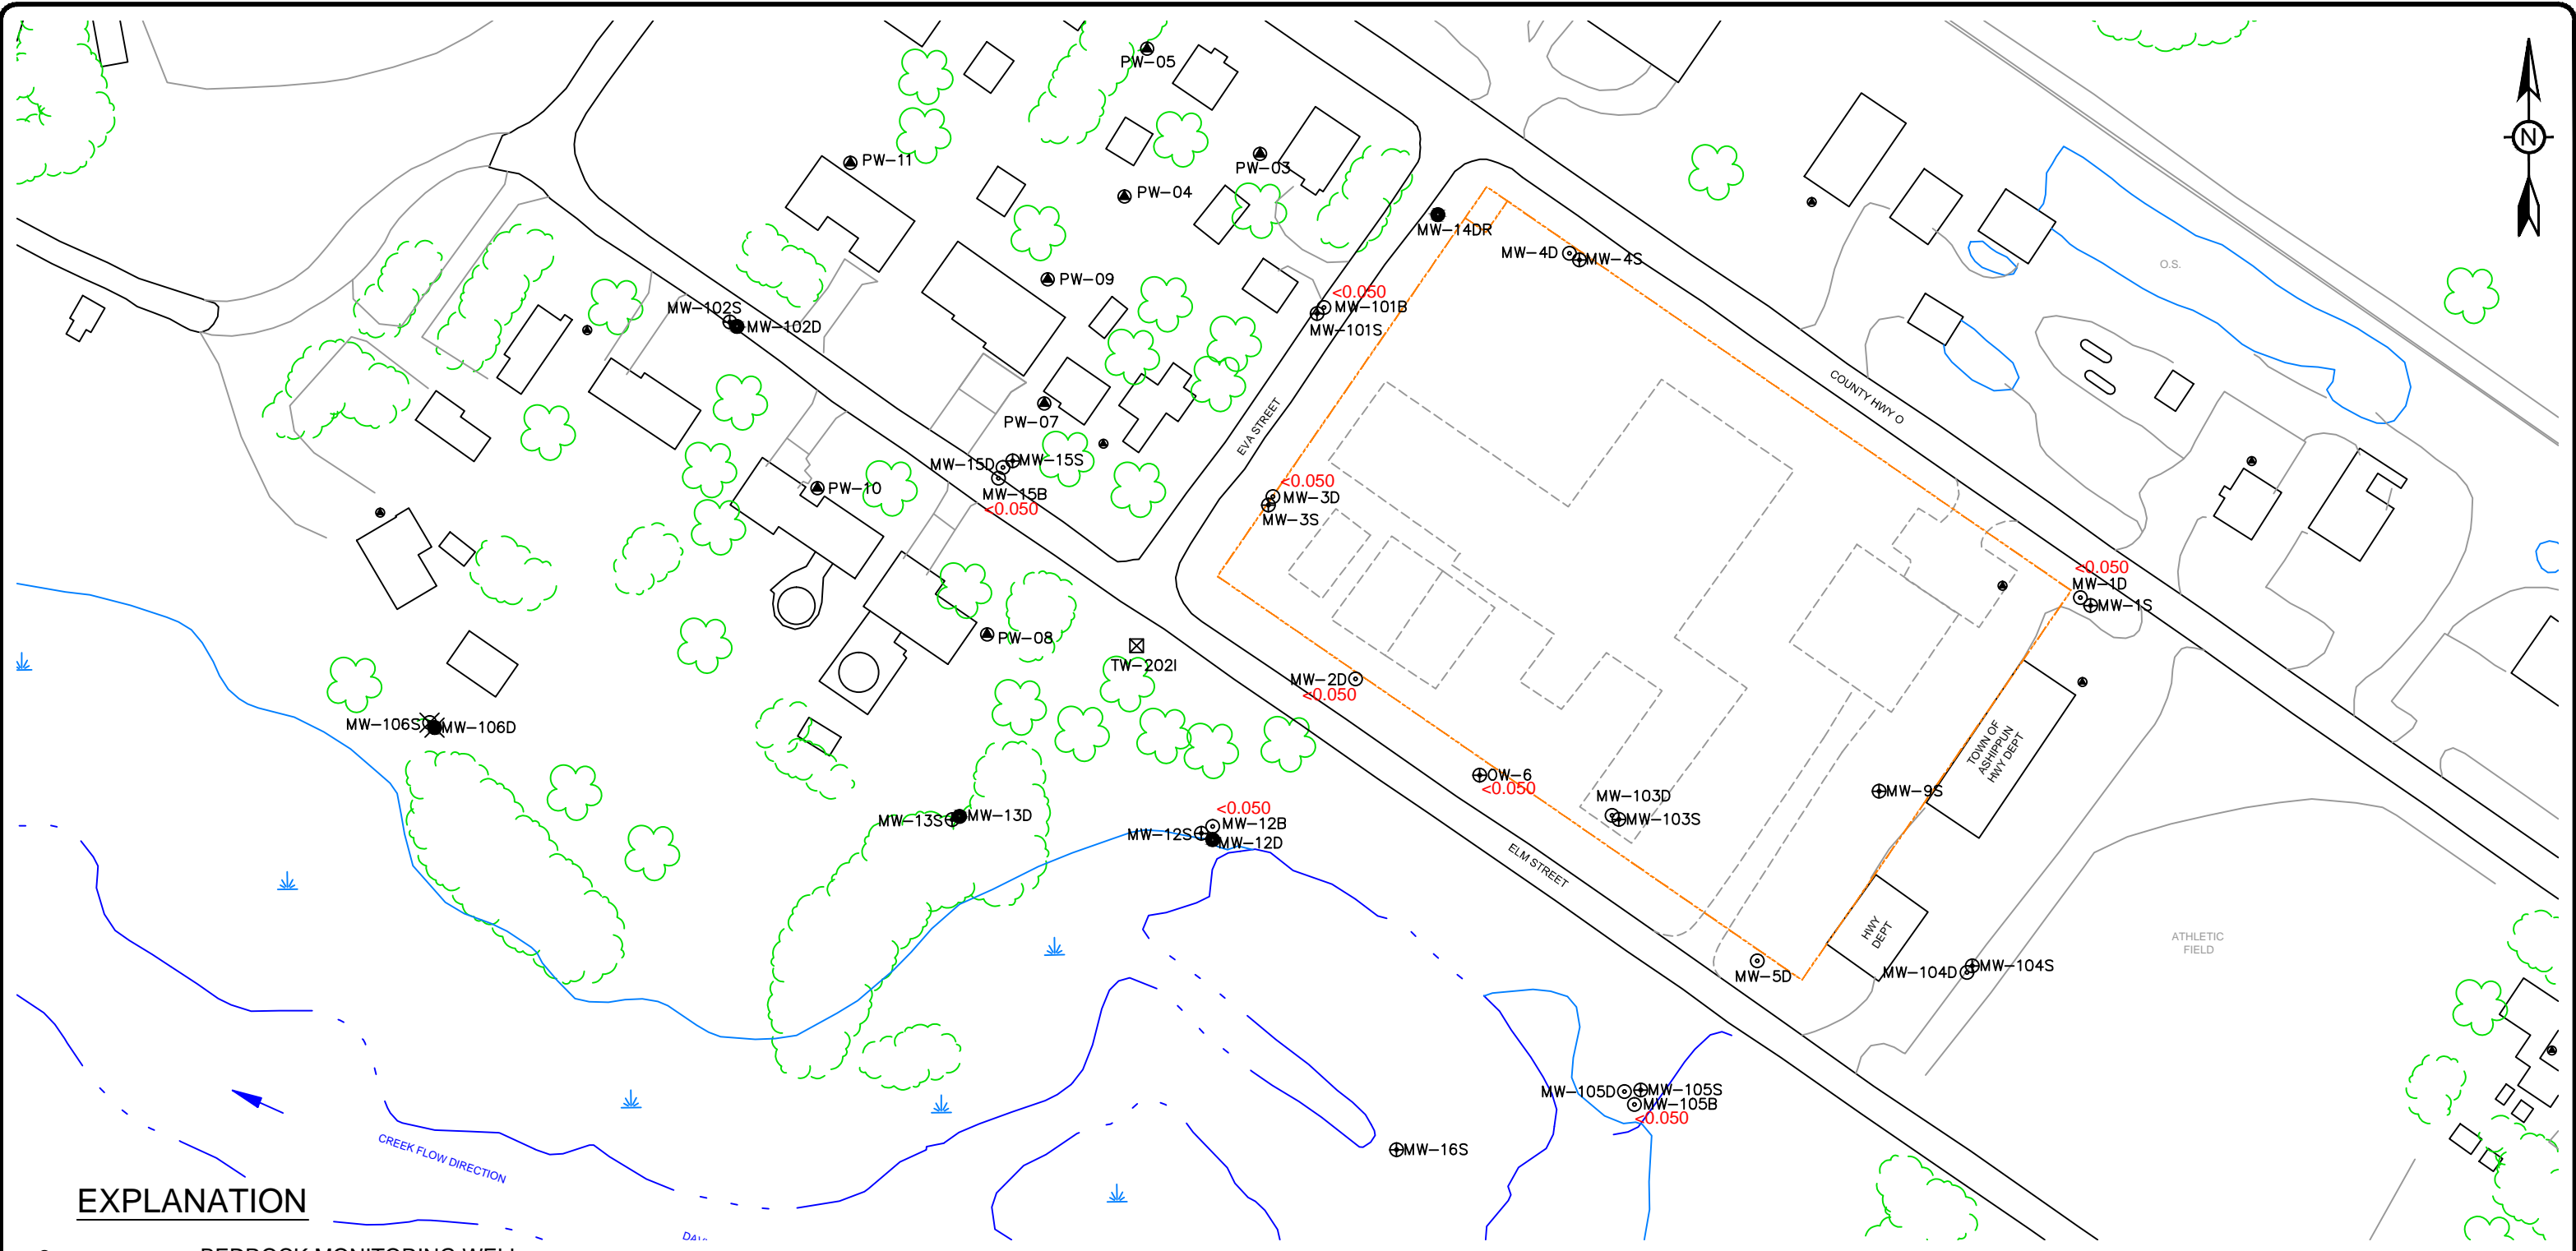 PW-05
N
PW-11
PW-03
PW-04
MW-14DR
MW-4D
MW-4S
O.S.
PW-09
<0.050
MW-101B
MW-101S
MW-102S
MW-102D
COUNTY HWY O
EVA STREET
PW-07
MW-15D
MW-15S
MW-15B
<0.050
PW-10
<0.050
MW-3D
MW-3S
<0.050
MW-1D
MW-1S
PW-08
TW-202I
MW-2D
<0.050
MW-106S
MW-106D
TOWN OF
ASHIPPUN
HWY DEPT
OW-6
<0.050
MW-9S
MW-103D
MW-103S
<0.050
MW-12B
MW-12S
MW-12D
MW-13S
MW-13D
ELM STREET
HWY
DEPT
ATHLETIC
FIELD
MW-5D
MW-104D
MW-104S
MW-105D
MW-105S
MW-105B
<0.050
MW-16S
CREEK FLOW DIRECTION
EXPLANATION
BEDROCK MONITORING WELL